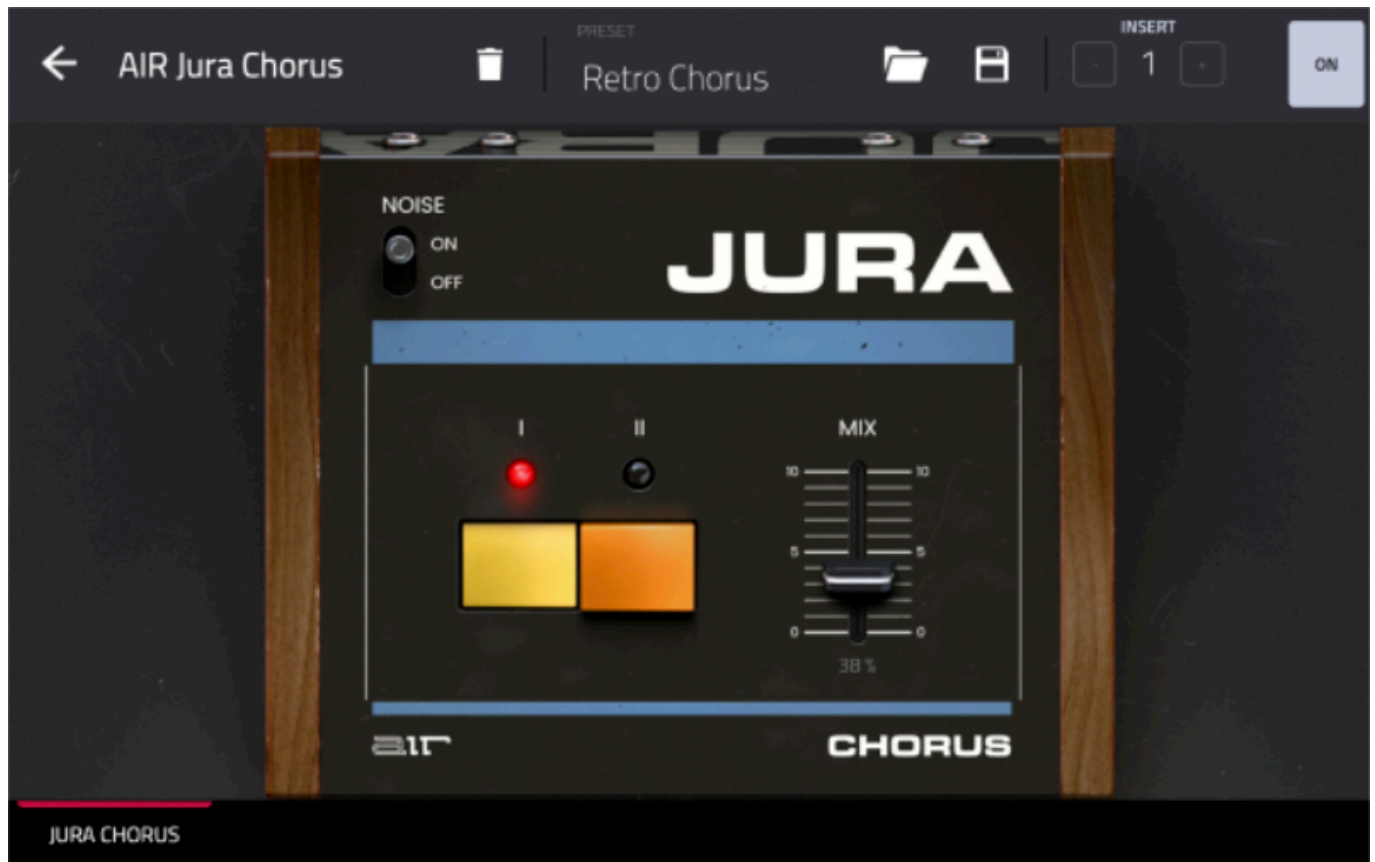 AIR Jura Chorus
PRESET
Retro Chorus
INSERT
- 1 +
ON
NOISE
ON
OFF
JURA
I II MIX
10 10
5 5
0 0
38 %
air CHORUS
JURA CHORUS